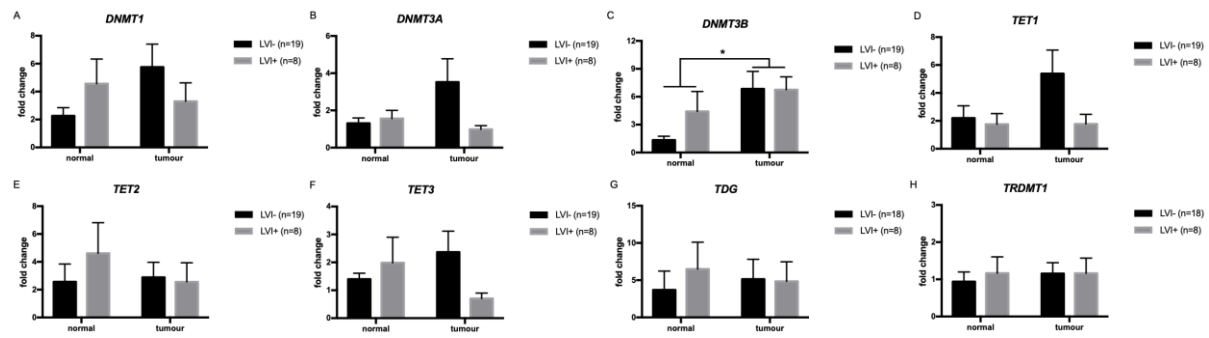 A
DNMT1
fold change
8
6
4
2
0
normal
tumour
LVI- (n=19)
LVI+ (n=8)
B
DNMT3A
fold change
6
4
2
0
normal
tumour
LVI- (n=19)
LVI+ (n=8)
C
DNMT3B
fold change
12
9
6
3
0
*
normal
tumour
LVI- (n=19)
LVI+ (n=8)
D
TET1
fold change
8
6
4
2
0
normal
tumour
LVI- (n=19)
LVI+ (n=8)
E
TET2
fold change
8
6
4
2
0
normal
tumour
LVI- (n=19)
LVI+ (n=8)
F
TET3
fold change
4
3
2
1
0
normal
tumour
LVI- (n=19)
LVI+ (n=8)
G
TDG
fold change
15
10
5
0
normal
tumour
LVI- (n=18)
LVI+ (n=8)
H
TRDMT1
fold change
3
2
1
0
normal
tumour
LVI- (n=18)
LVI+ (n=8)